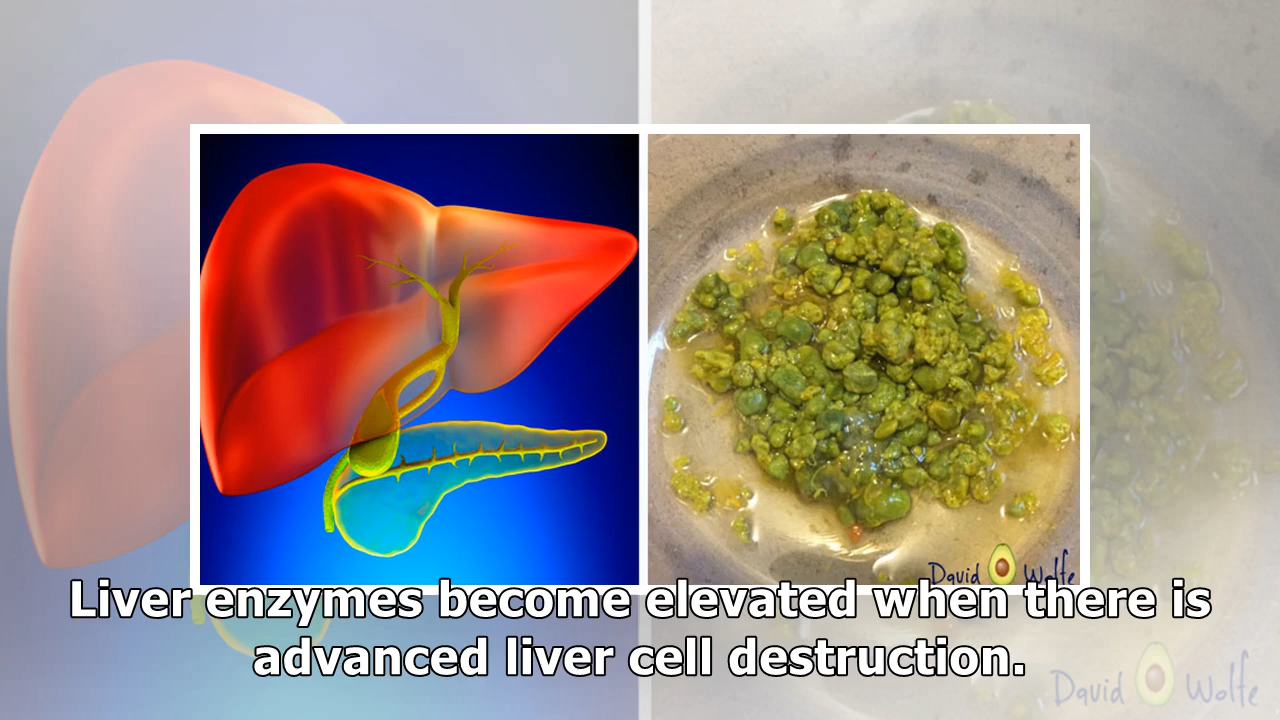 David Wolfe
Liver enzymes become elevated when there is
advanced liver cell destruction.
David Wolfe